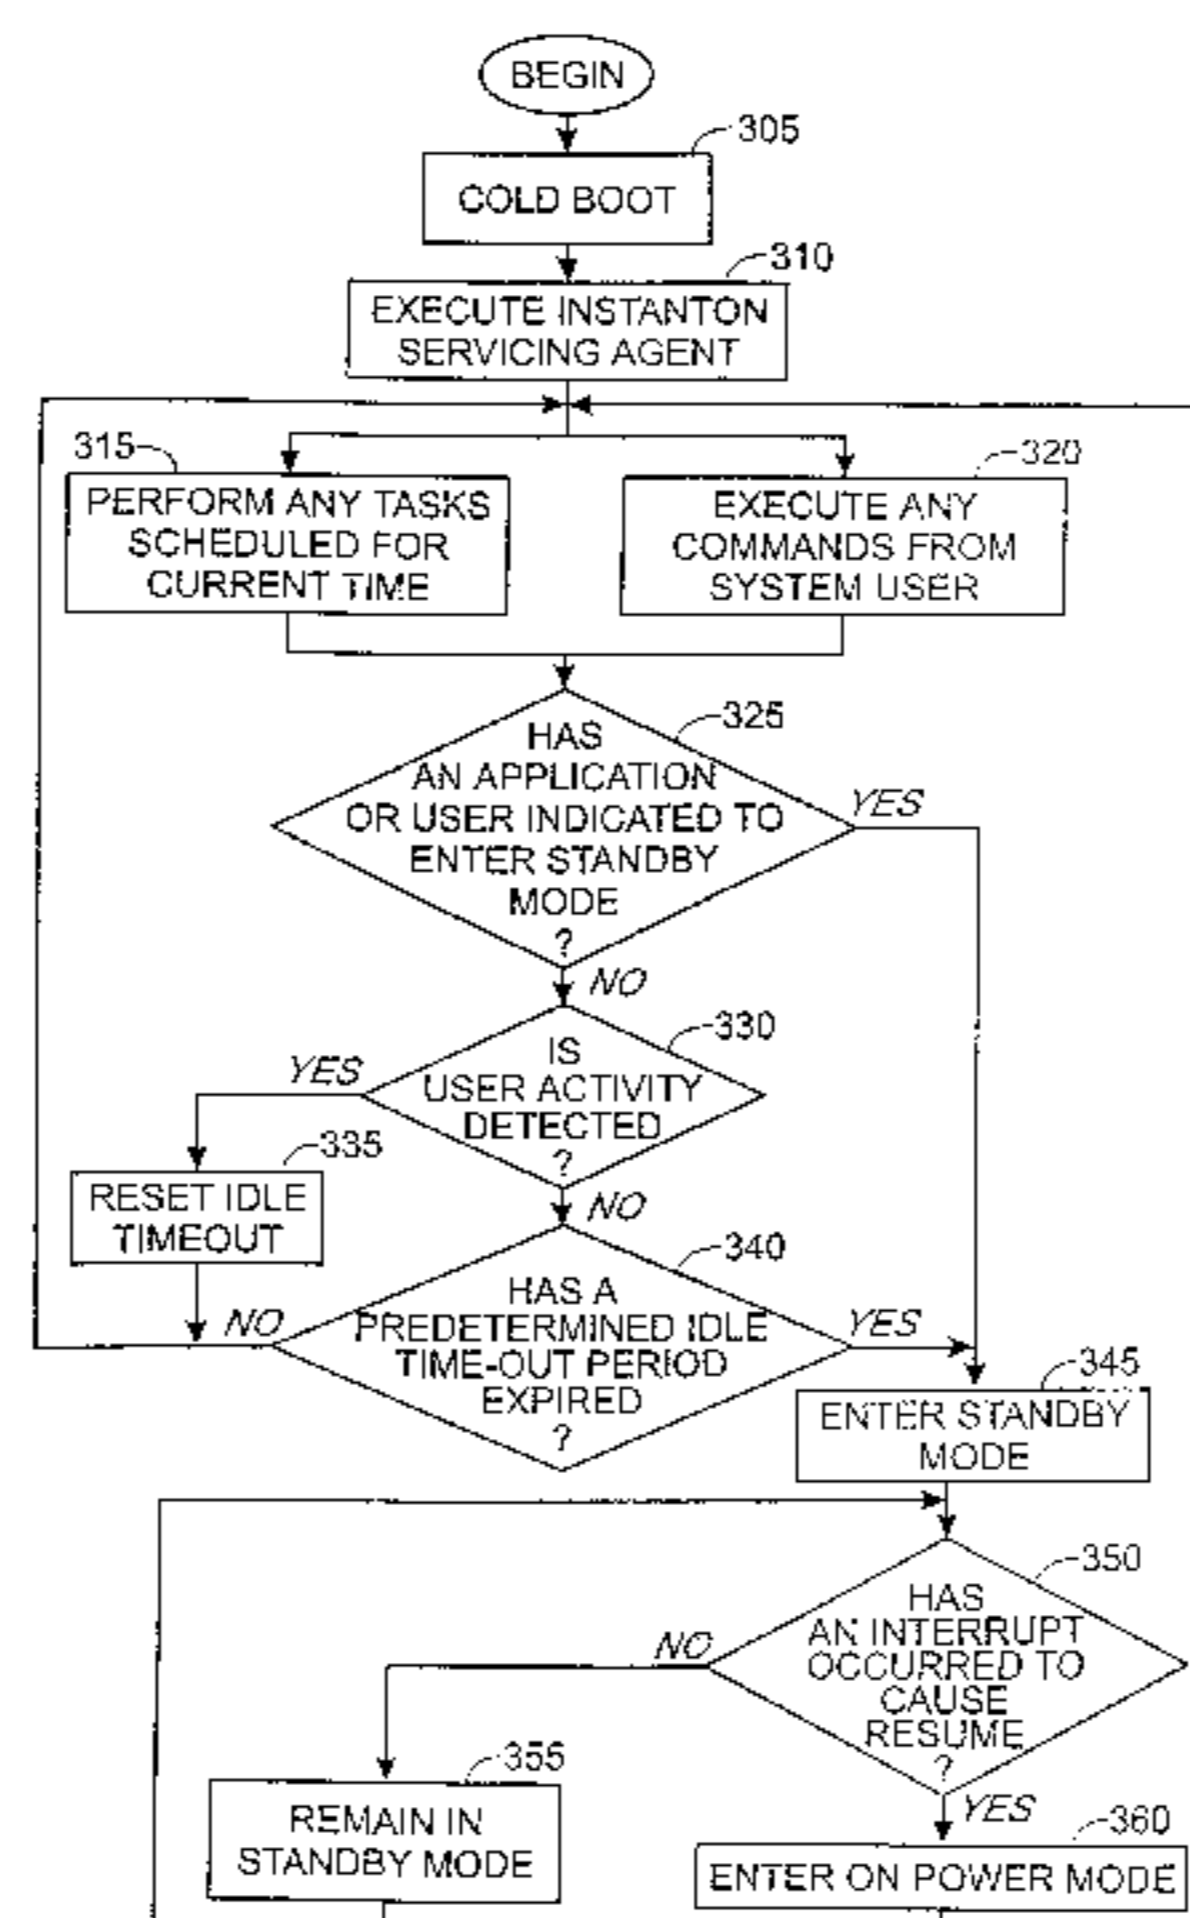 BEGIN
305
COLD BOOT
310
EXECUTE INSTANTON
SERVICING AGENT
315
PERFORM ANY TASKS
SCHEDULED FOR
CURRENT TIME
320
EXECUTE ANY
COMMANDS FROM
SYSTEM USER
325
HAS
AN APPLICATION
OR USER INDICATED TO
ENTER STANDBY
MODE
?
YES
NO
330
IS
USER ACTIVITY
DETECTED
?
YES
335
RESET IDLE
TIMEOUT
NO
340
HAS A
PREDETERMINED IDLE
TIME-OUT PERIOD
EXPIRED
?
NO
YES
345
ENTER STANDBY
MODE
350
HAS
AN INTERRUPT
OCCURRED TO
CAUSE
RESUME
?
NO
355
REMAIN IN
STANDBY MODE
YES
360
ENTER ON POWER MODE